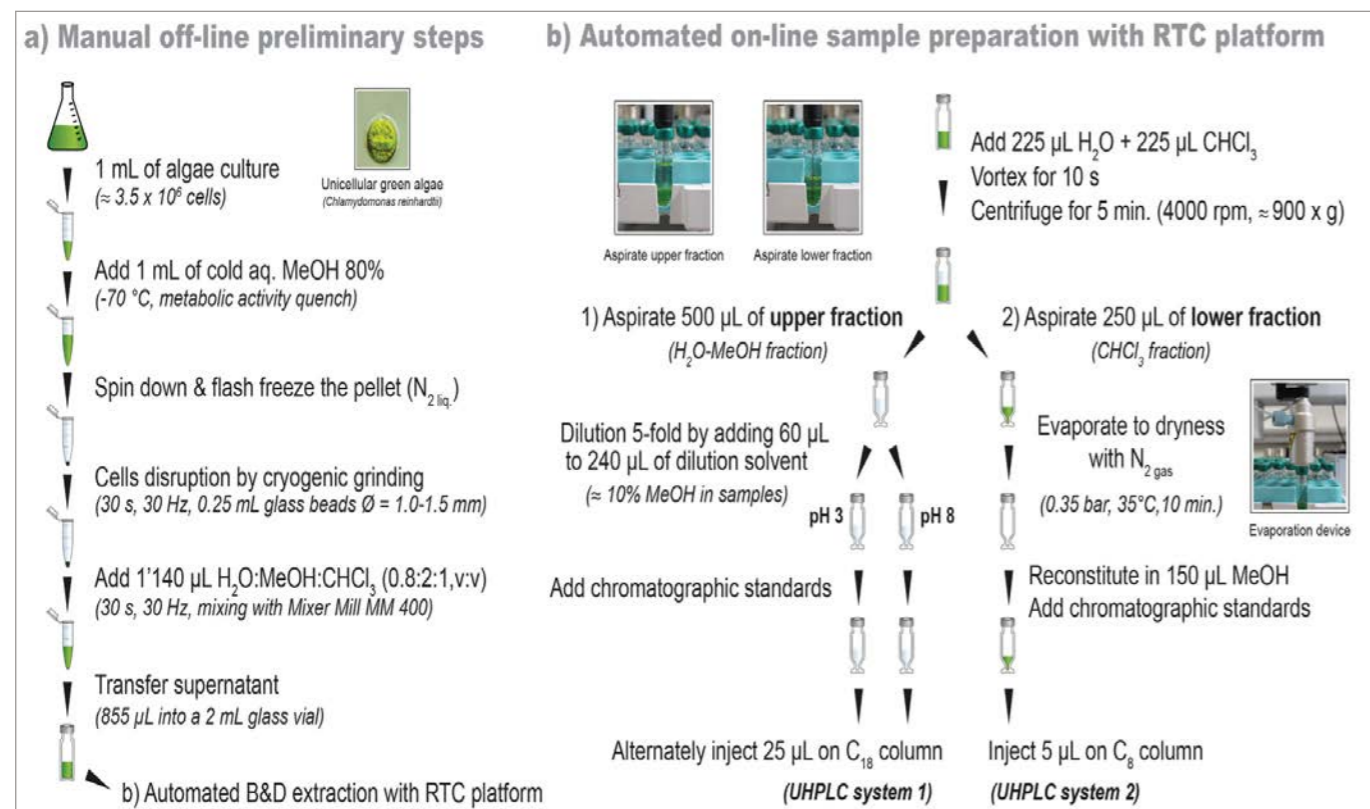 a) Manual off-line preliminary steps
1 mL of algae culture
(≈ 3.5 x 10⁶ cells)
Unicellular green algae
(Chlamydomonas reinhardtii)
Add 1 mL of cold aq. MeOH 80%
(-70 °C, metabolic activity quench)
Spin down & flash freeze the pellet (N₂ liq.)
Cells disruption by cryogenic grinding
(30 s, 30 Hz, 0.25 mL glass beads Ø = 1.0-1.5 mm)
Add 1'140 µL H₂O:MeOH:CHCl₃ (0.8:2:1,v:v)
(30 s, 30 Hz, mixing with Mixer Mill MM 400)
Transfer supernatant
(855 µL into a 2 mL glass vial)
b) Automated B&D extraction with RTC platform
b) Automated on-line sample preparation with RTC platform
Aspirate upper fraction
Aspirate lower fraction
Add 225 µL H₂O + 225 µL CHCl₃
Vortex for 10 s
Centrifuge for 5 min. (4000 rpm, ≈ 900 x g)
1) Aspirate 500 µL of upper fraction
(H₂O-MeOH fraction)
Dilution 5-fold by adding 60 µL
to 240 µL of dilution solvent
(≈ 10% MeOH in samples)
pH 3
pH 8
Add chromatographic standards
Alternately inject 25 µL on C₁₈ column
(UHPLC system 1)
2) Aspirate 250 µL of lower fraction
(CHCl₃ fraction)
Evaporate to dryness
with N₂ gas
(0.35 bar, 35°C,10 min.)
Evaporation device
Reconstitute in 150 µL MeOH
Add chromatographic standards
Inject 5 µL on C₈ column
(UHPLC system 2)